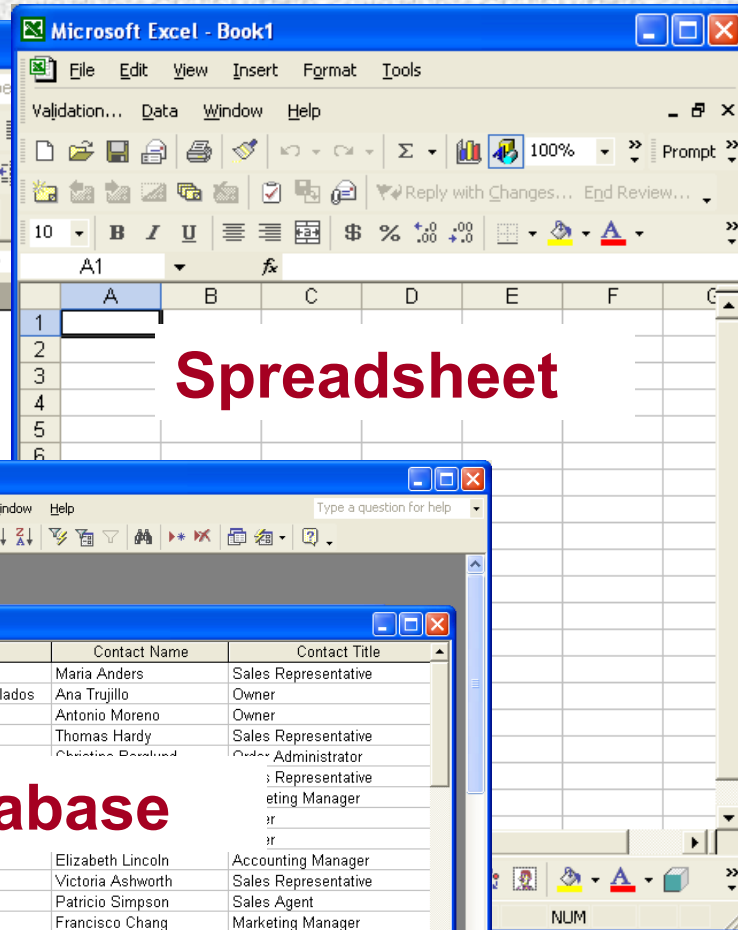 Microsoft Excel - Book1
File Edit View Insert Format Tools
Validation... Data Window Help
100% Prompt
Reply with Changes... End Review...
10 B I U $ %
A1 fx
A B C D E F
1
2
3
4
5
6
Spreadsheet
indow Help Type a question for help
Contact Name Contact Title
Maria Anders Sales Representative
lados Ana Trujillo Owner
Antonio Moreno Owner
Thomas Hardy Sales Representative
Administrator
Representative
eting Manager
er
er
abase
Elizabeth Lincoln Accounting Manager
Victoria Ashworth Sales Representative
Patricio Simpson Sales Agent
Francisco Chang Marketing Manager
NUM